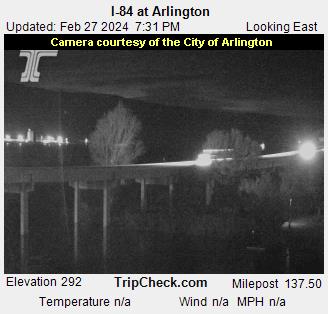 I-84 at Arlington
Updated: Feb 27 2024 7:31 PM Looking East
Camera courtesy of the City of Arlington
Elevation 292 TripCheck.com Milepost 137.50
Temperature n/a Wind n/a MPH n/a